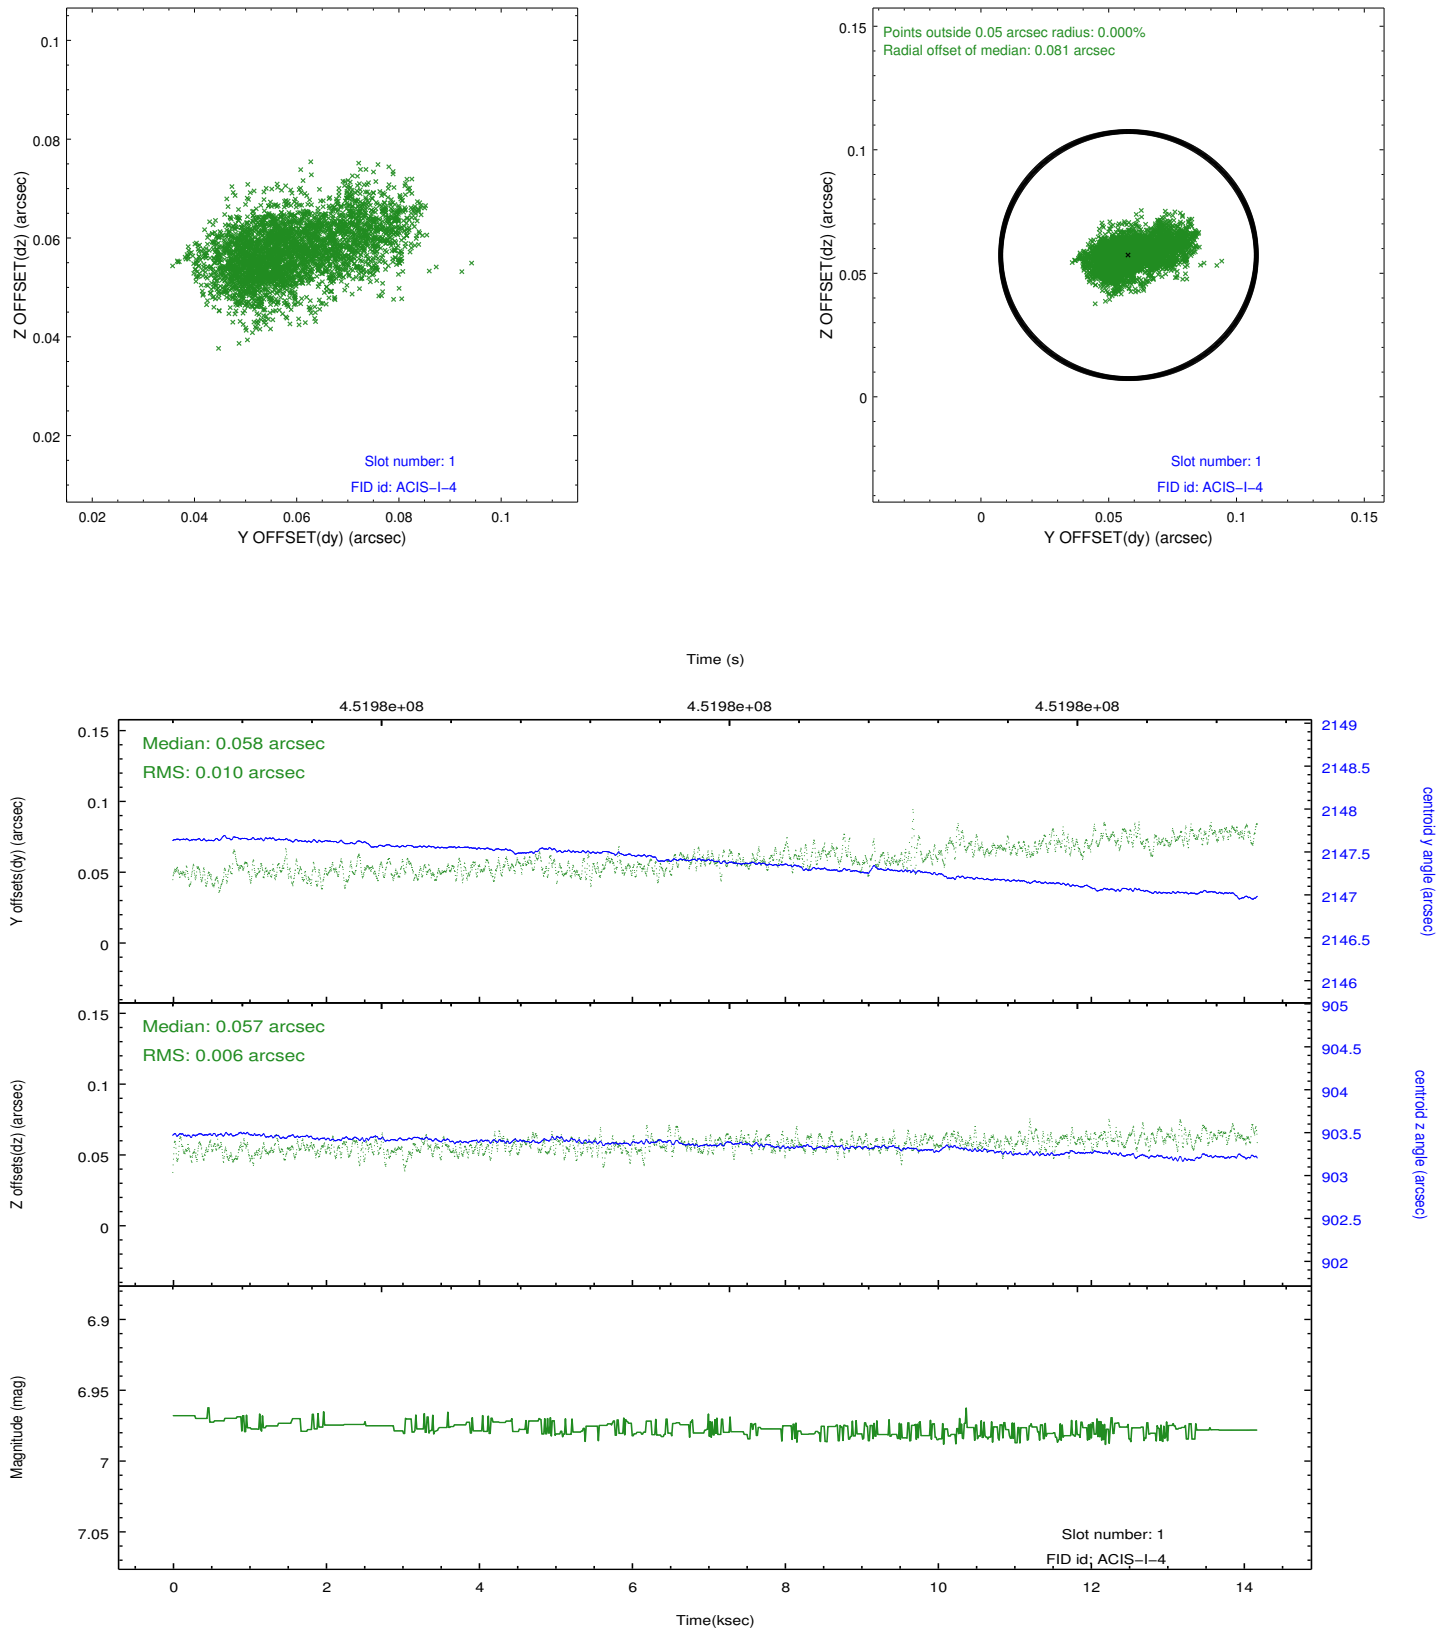 0.1
0.08
0.06
0.04
0.02
Z OFFSET(dz) (arcsec)
Slot number: 1
FID id: ACIS−I−4
0.02 0.04 0.06 0.08 0.1
Y OFFSET(dy) (arcsec)
Points outside 0.05 arcsec radius: 0.000%
Radial offset of median: 0.081 arcsec
0.15
0.1
0.05
0
Z OFFSET(dz) (arcsec)
Slot number: 1
FID id: ACIS−I−4
0 0.05 0.1 0.15
Y OFFSET(dy) (arcsec)
Time (s)
4.5198e+08 4.5198e+08 4.5198e+08
Median: 0.058 arcsec
RMS: 0.010 arcsec
0.15
0.1
0.05
0
Y offsets(dy) (arcsec)
2149
2148.5
2148
2147.5
2147
2146.5
2146
centroid y angle (arcsec)
Median: 0.057 arcsec
RMS: 0.006 arcsec
0.15
0.1
0.05
0
Z offsets(dz) (arcsec)
905
904.5
904
903.5
903
902.5
902
centroid z angle (arcsec)
6.9
6.95
7
7.05
Magnitude (mag)
Slot number: 1
FID id: ACIS−I−4
0 2 4 6 8 10 12 14
Time(ksec)